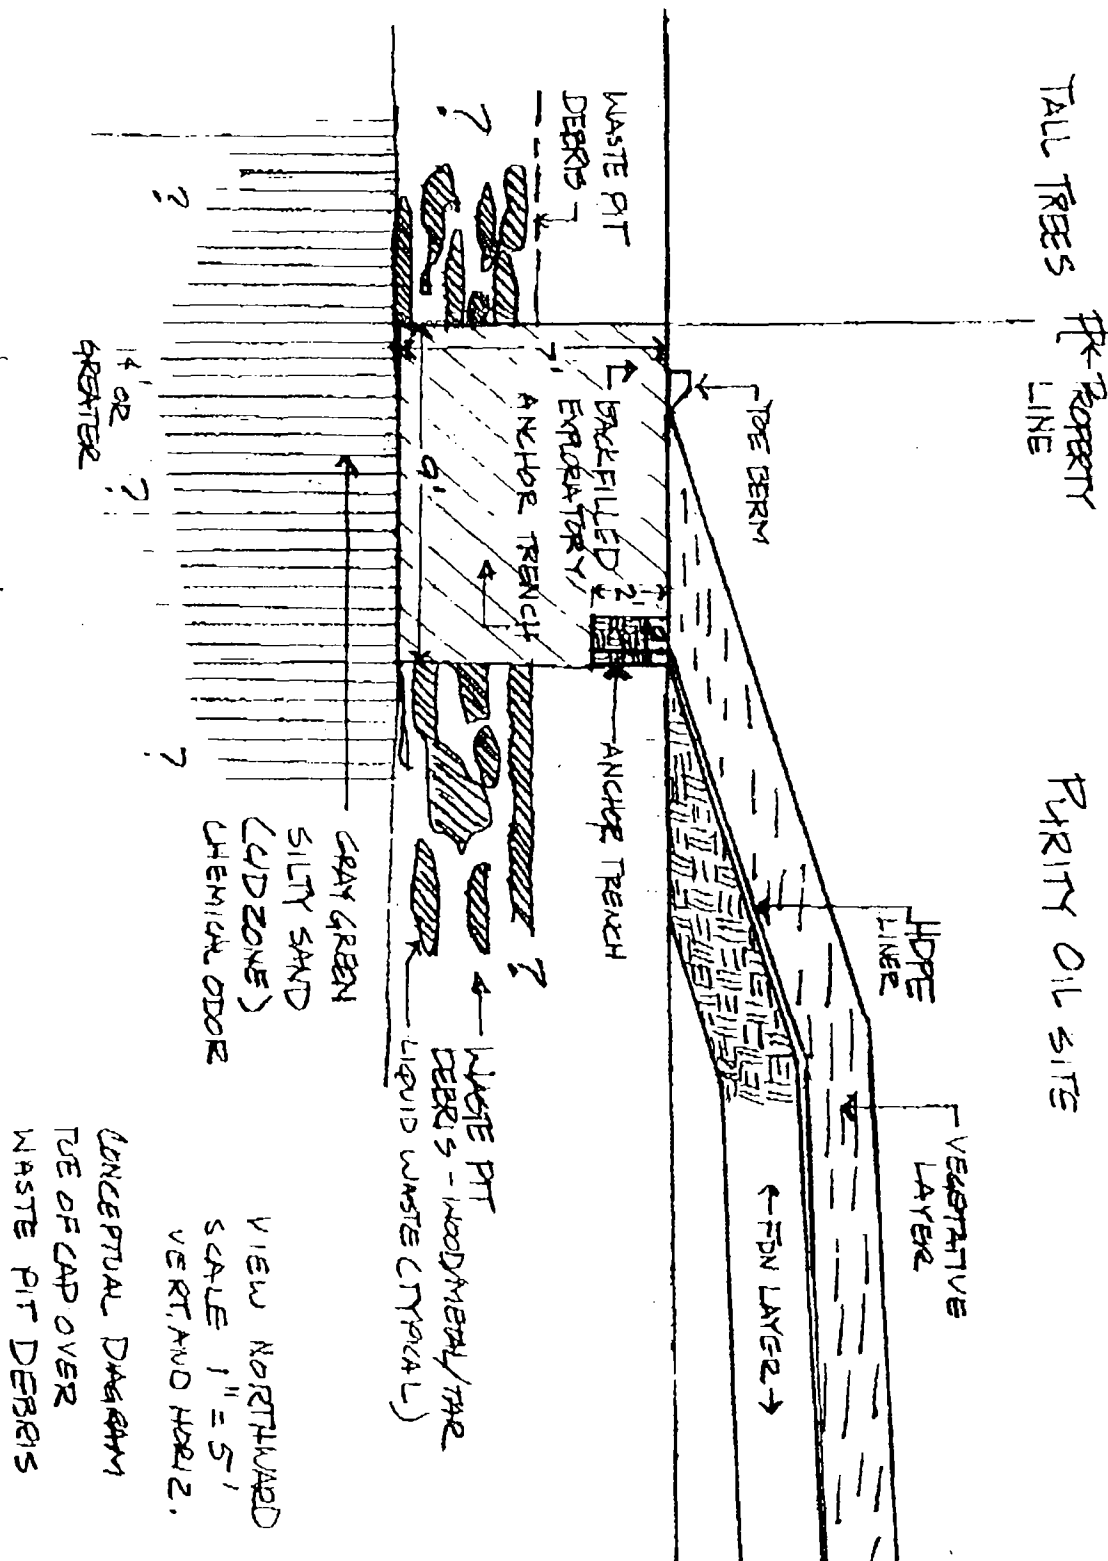 TALL TREES
PL ← PROPERTY
LINE
PURITY OIL SITE
TOE BERM
HDPE
LINER
VEGETATIVE
LAYER
← FDN LAYER →
WASTE PIT
DEBRIS
?
7'
BACKFILLED
EXPLORATORY/
ANCHOR TRENCH
2'
9'
ANCHOR TRENCH
?
WASTE PIT
DEBRIS - WOOD/METAL/TAR
LIQUID WASTE (TYPICAL)
GRAY GREEN
SILTY SAND
CHEMICAL ODOR
?
14' OR
GREATER
?
?
VIEW NORTHWARD
SCALE 1" = 5'
VERT. AND HORIZ.
CONCEPTUAL DIAGRAM
TOE OF CAP OVER
WASTE PIT DEBRIS